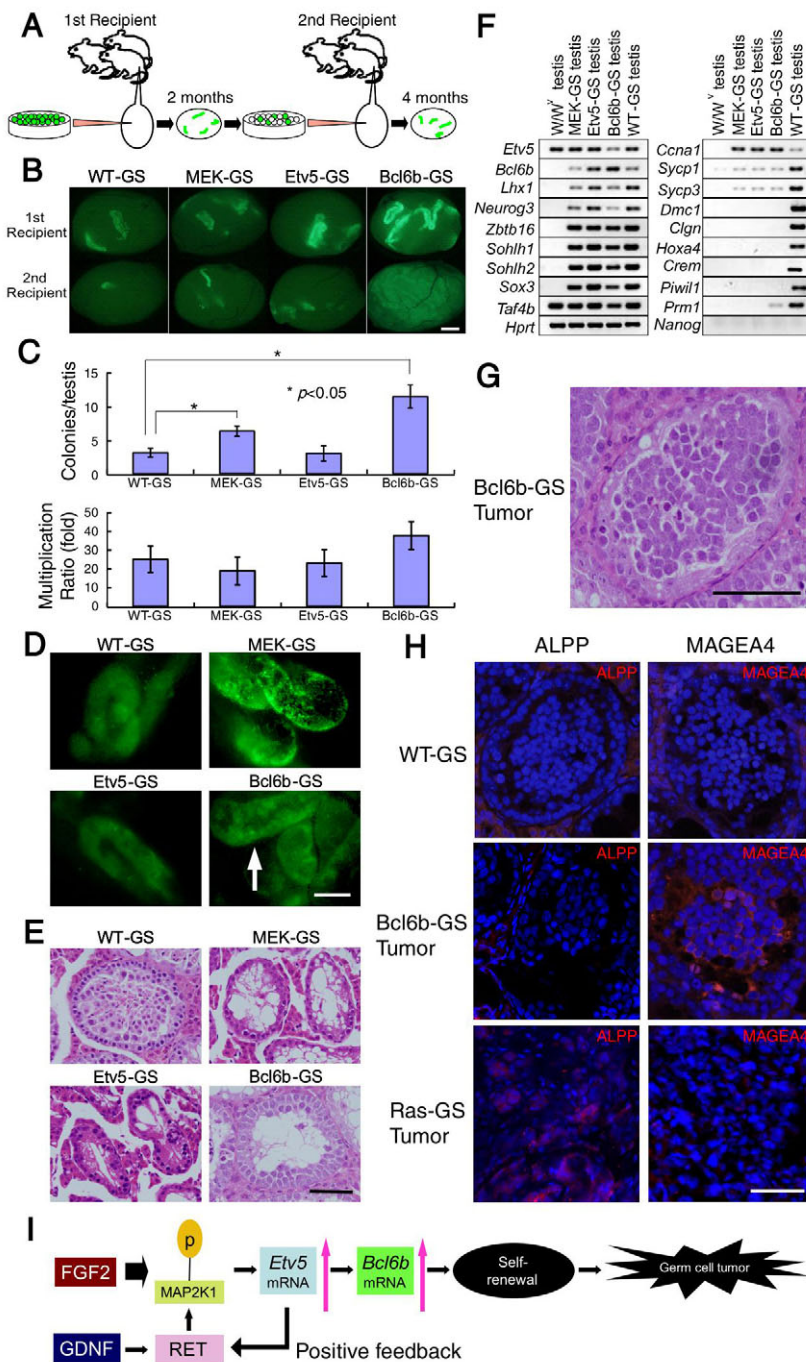 A
1st Recipient
2nd Recipient
2 months
4 months
B
WT-GS MEK-GS Etv5-GS Bcl6b-GS
1st
Recipient
2nd
Recipient
C
Colonies/testis
15
10
5
0
*
*
* p<0.05
WT-GS MEK-GS Etv5-GS Bcl6b-GS
Multiplication
Ratio (fold)
50
40
30
20
10
0
WT-GS MEK-GS Etv5-GS Bcl6b-GS
D
WT-GS MEK-GS
Etv5-GS Bcl6b-GS
E
WT-GS MEK-GS
Etv5-GS Bcl6b-GS
F
W/Wv testis
MEK-GS testis
Etv5-GS testis
Bcl6b-GS testis
WT-GS testis
Etv5
Bcl6b
Lhx1
Neurog3
Zbtb16
Sohlh1
Sohlh2
Sox3
Taf4b
Hprt
W/Wv testis
MEK-GS testis
Etv5-GS testis
Bcl6b-GS testis
WT-GS testis
Ccna1
Sycp1
Sycp3
Dmc1
Clgn
Hoxa4
Crem
Piwil1
Prm1
Nanog
G
Bcl6b-GS
Tumor
H
ALPP MAGEA4
WT-GS
ALPP
MAGEA4
Bcl6b-GS
Tumor
ALPP
MAGEA4
Ras-GS
Tumor
ALPP
MAGEA4
I
FGF2
p
MAP2K1
Etv5
mRNA
Bcl6b
mRNA
Self-
renewal
Germ cell tumor
GDNF
RET
Positive feedback